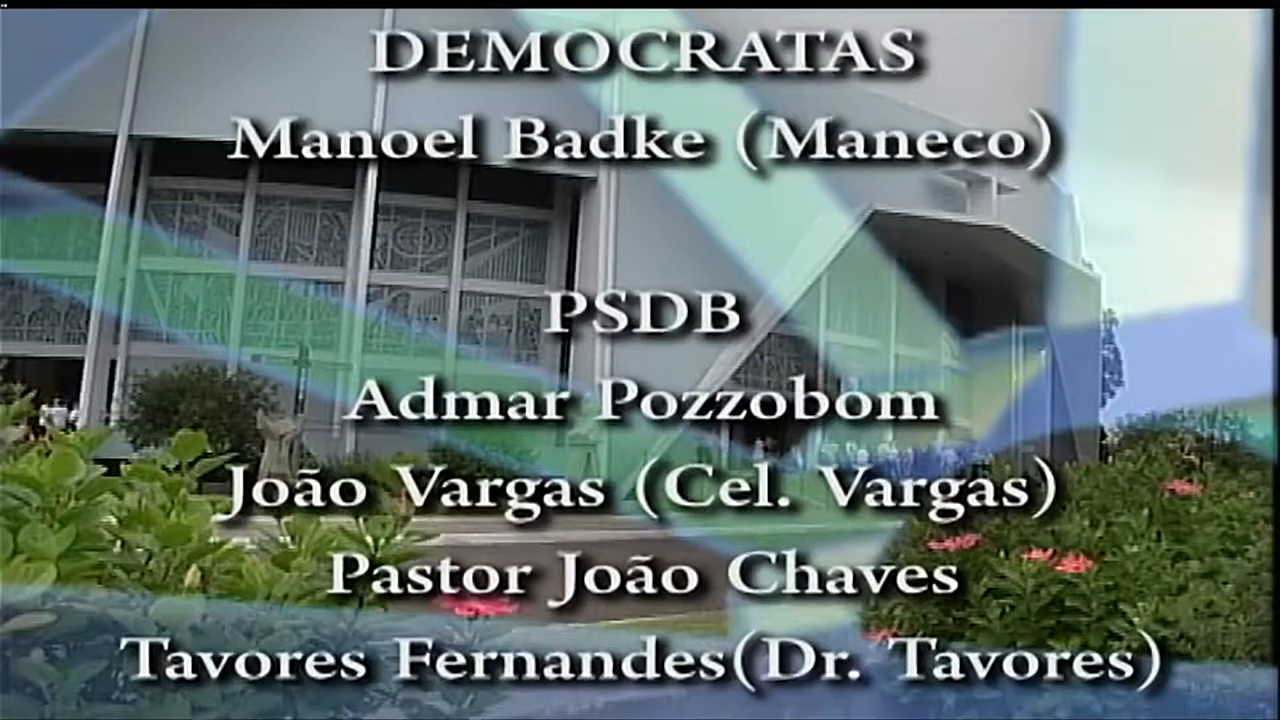 DEMOCRATAS
Manoel Badke (Maneco)
PSDB
Admar Pozzobom
João Vargas (Cel. Vargas)
Pastor João Chaves
Tavores Fernandes(Dr. Tavores)